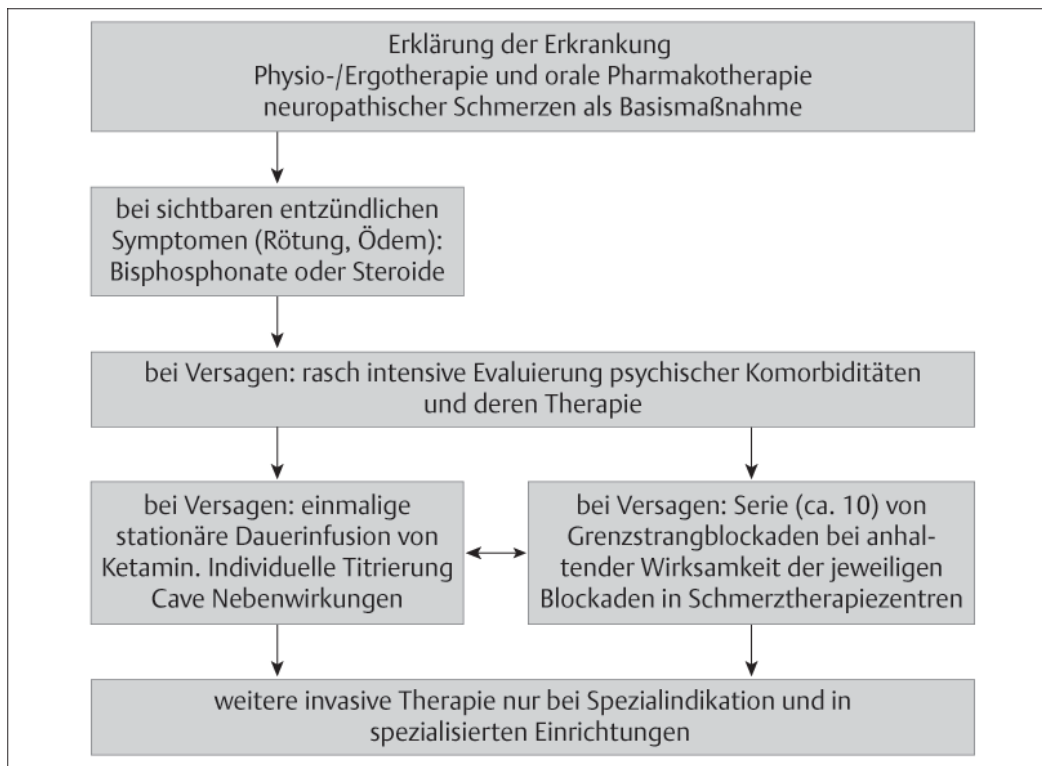 Erklärung der Erkrankung
Physio-/Ergotherapie und orale Pharmakotherapie
neuropathischer Schmerzen als Basismaßnahme
bei sichtbaren entzündlichen
Symptomen (Rötung, Ödem):
Bisphosphonate oder Steroide
bei Versagen: rasch intensive Evaluierung psychischer Komorbiditäten
und deren Therapie
bei Versagen: einmalige
stationäre Dauerinfusion von
Ketamin. Individuelle Titrierung
Cave Nebenwirkungen
bei Versagen: Serie (ca. 10) von
Grenzstrangblockaden bei anhal-
tender Wirksamkeit der jeweiligen
Blockaden in Schmerztherapiezentren
weitere invasive Therapie nur bei Spezialindikation und in
spezialisierten Einrichtungen